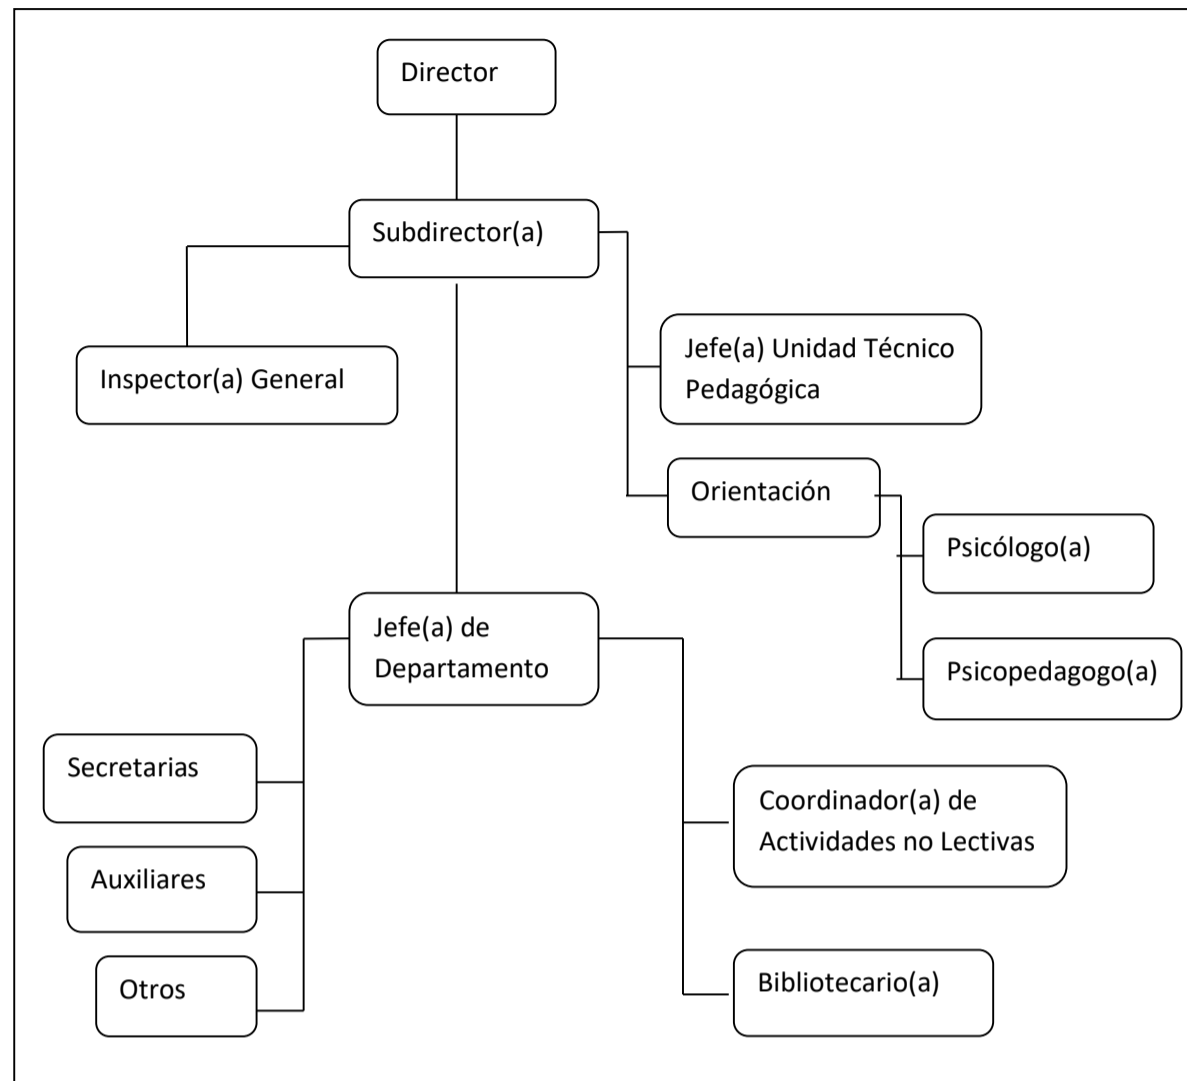 Director
Subdirector(a)
Inspector(a) General
Jefe(a) Unidad Técnico
Pedagógica
Orientación
Psicólogo(a)
Psicopedagogo(a)
Jefe(a) de
Departamento
Secretarias
Auxiliares
Otros
Coordinador(a) de
Actividades no Lectivas
Bibliotecario(a)